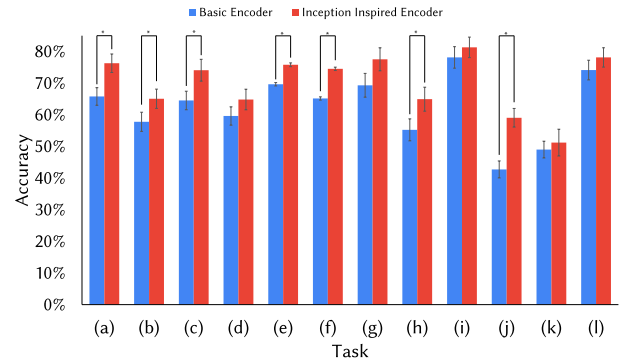 Basic Encoder Inception Inspired Encoder
* * * * * * *
80%
70%
60%
50%
40%
30%
20%
10%
0%
Accuracy
(a) (b) (c) (d) (e) (f) (g) (h) (i) (j) (k) (l)
Task